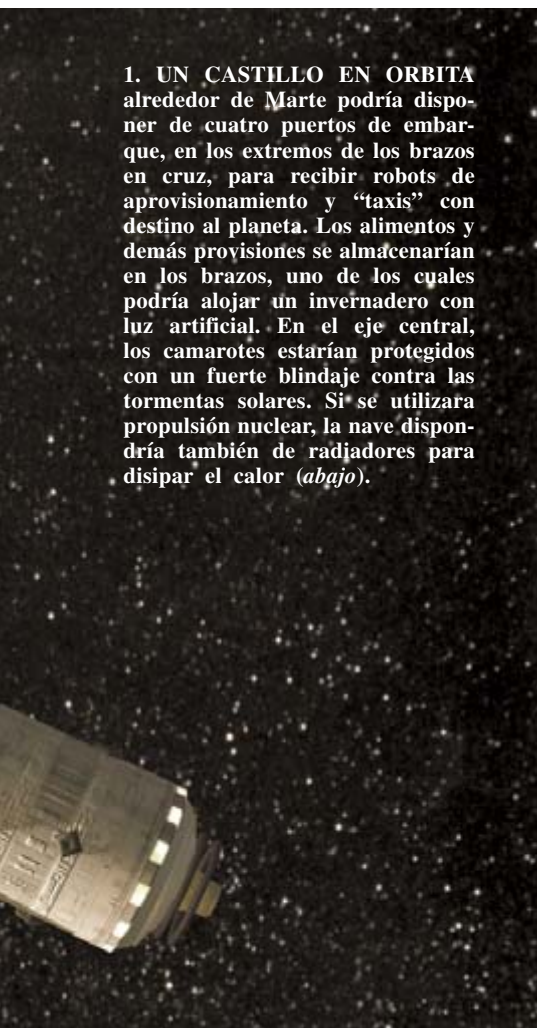 1. UN CASTILLO EN ORBITA
alrededor de Marte podría dispo-
ner de cuatro puertos de embar-
que, en los extremos de los brazos
en cruz, para recibir robots de
aprovisionamiento y “taxis” con
destino al planeta. Los alimentos y
demás provisiones se almacenarían
en los brazos, uno de los cuales
podría alojar un invernadero con
luz artificial. En el eje central,
los camarotes estarían protegidos
con un fuerte blindaje contra las
tormentas solares. Si se utilizara
propulsión nuclear, la nave dispon-
dría también de radiadores para
disipar el calor (abajo).